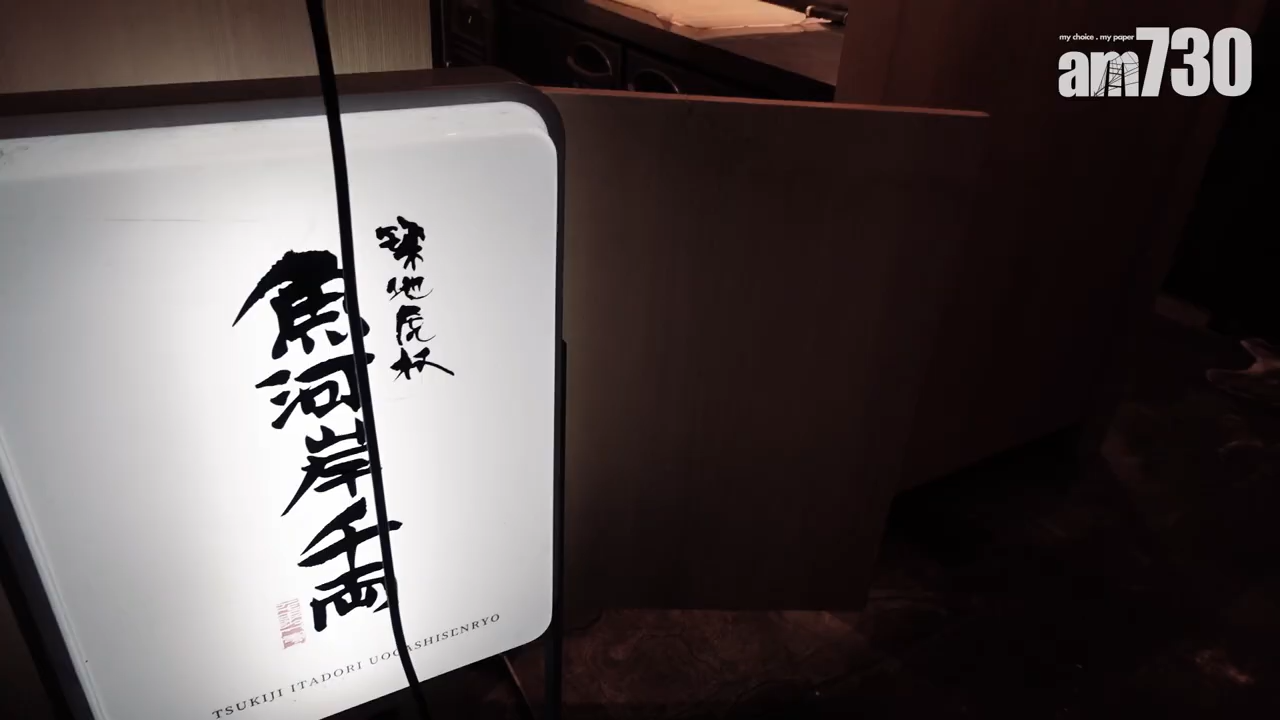 my choice . my paper
am730
築地虎杖
魚河岸千両
TSUKIJI ITADORI UOGASHISENRYO